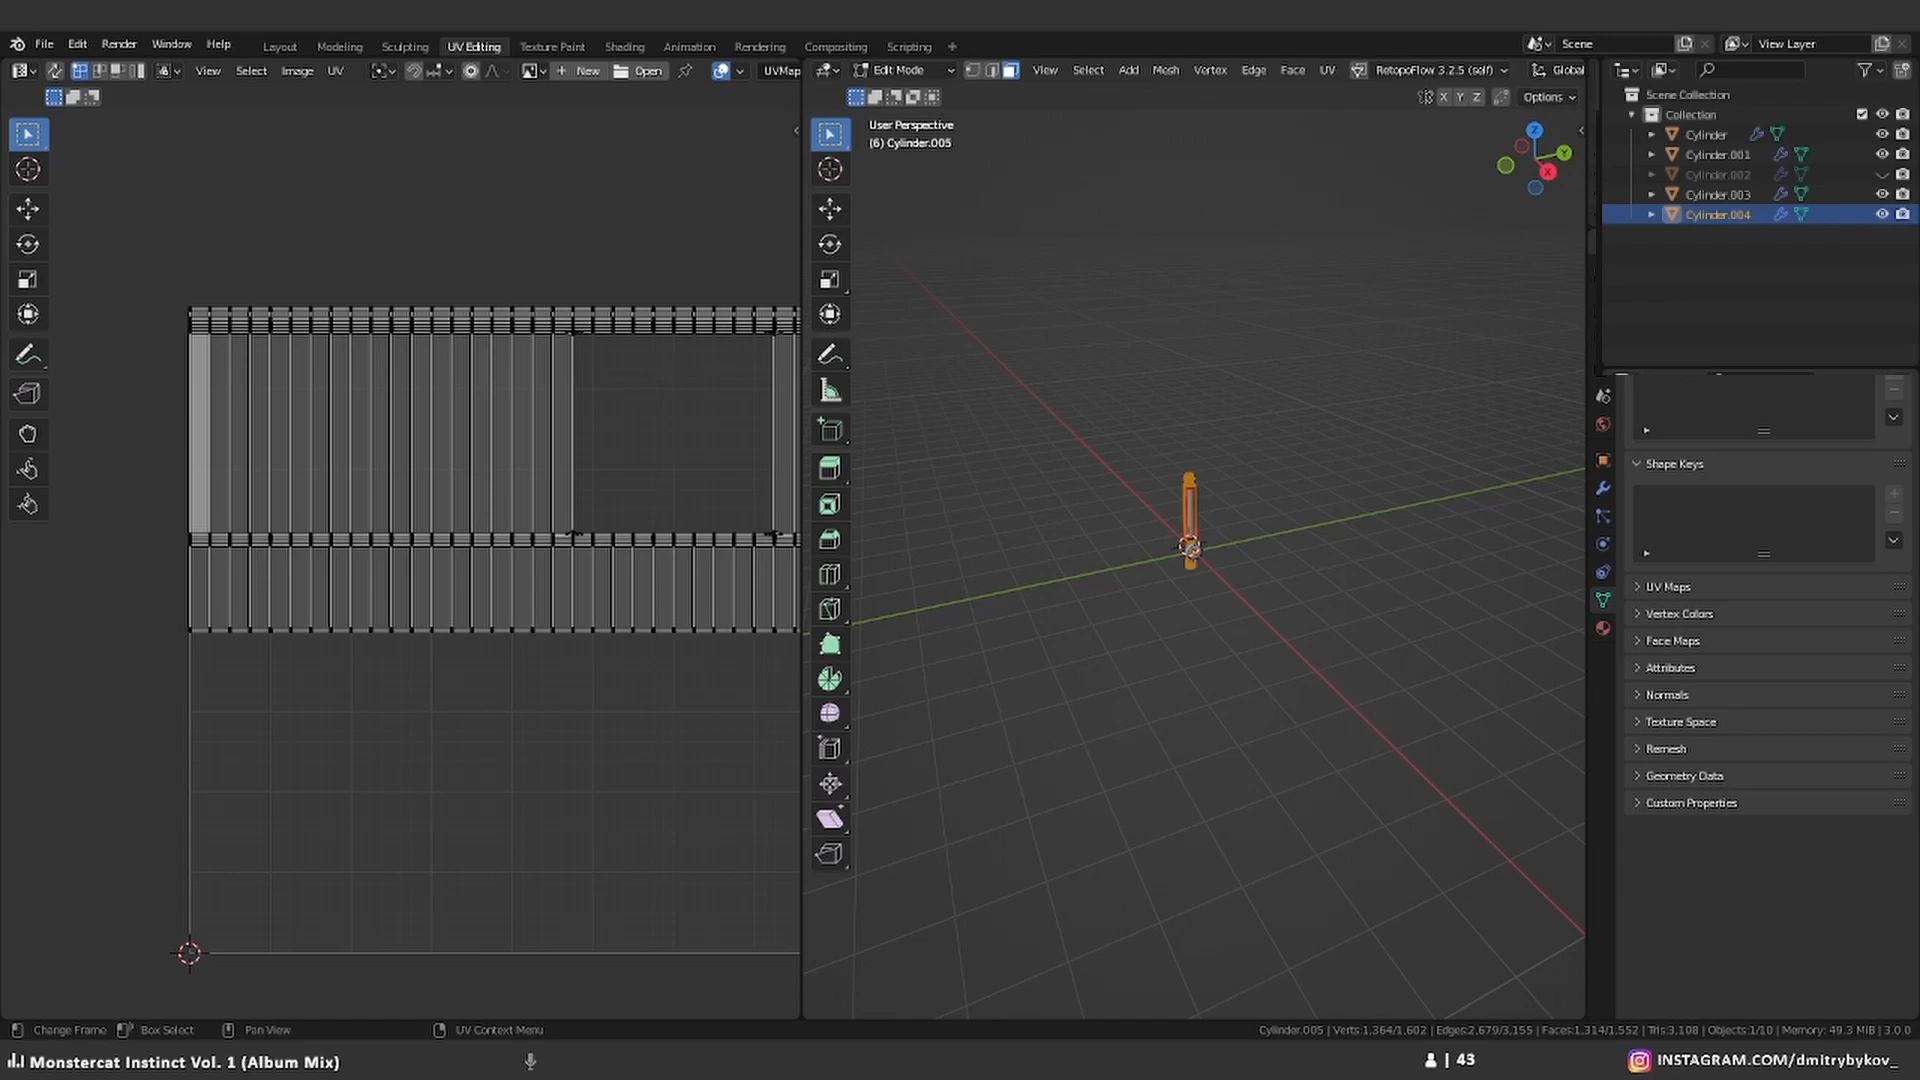 File Edit Render Window Help
Layout Modeling Sculpting UV Editing Texture Paint Shading Animation Rendering Compositing Scripting +
Scene
View Layer
View Select Image UV
New Open
UVMap
Edit Mode
View Select Add Mesh Vertex Edge Face UV
RetopoFlow 3.2.5 (self)
Global
X Y Z
Options
User Perspective
(6) Cylinder.005
Z
Y
X
Scene Collection
Collection
Cylinder
Cylinder.001
Cylinder.002
Cylinder.003
Cylinder.004
Shape Keys
UV Maps
Vertex Colors
Face Maps
Attributes
Normals
Texture Space
Remesh
Geometry Data
Custom Properties
Change Frame Box Select Pan View UV Context Menu
Cylinder.005 | Verts:1,364/1,602 | Edges:2,679/3,155 | Faces:1,314/1,552 | Tris:3,108 | Objects:1/10 | Memory: 49.3 MiB | 3.0.0
Monstercat Instinct Vol. 1 (Album Mix)
| 43
INSTAGRAM.COM/dmitrybykov_